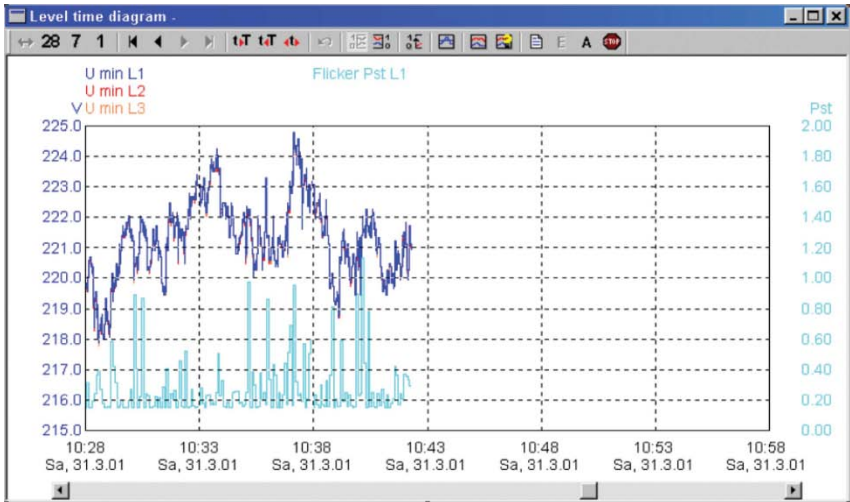 Level time diagram -
28 7 1 t T t T t E A STOP
U min L1 Flicker Pst L1
U min L2
V U min L3 Pst
225.0 2.00
224.0 1.80
223.0 1.60
222.0 1.40
221.0 1.20
220.0 1.00
219.0 0.80
218.0 0.60
217.0 0.40
216.0 0.20
215.0 0.00
10:28 10:33 10:38 10:43 10:48 10:53 10:58
Sa, 31.3.01 Sa, 31.3.01 Sa, 31.3.01 Sa, 31.3.01 Sa, 31.3.01 Sa, 31.3.01 Sa, 31.3.01